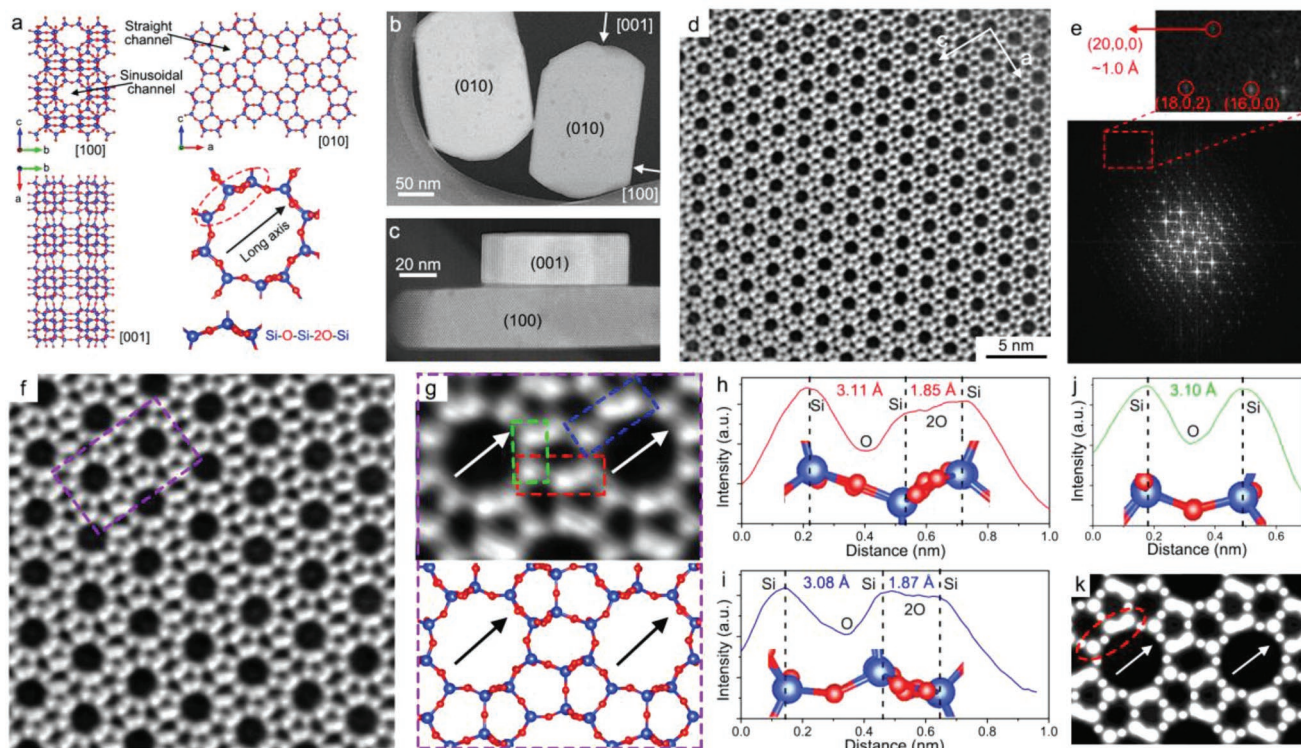 a
Straight
channel
Sinusoidal
channel
c
b
[100]
c
a
[010]
b
a
[001]
Long axis
Si-O-Si-2O-Si
b
[001]
(010)
(010)
50 nm
[100]
c
20 nm
(001)
(100)
d
c
a
5 nm
e
(20,0,0)
~1.0 Å
(18,0,2)
(16,0,0)
f
g
h
3.11 Å
1.85 Å
Si
Si
Si
O
2O
Intensity (a.u.)
0.0 0.2 0.4 0.6 0.8 1.0
Distance (nm)
i
Si
3.08 Å
Si
1.87 Å
Si
O
2O
Intensity (a.u.)
0.0 0.2 0.4 0.6 0.8 1.0
Distance (nm)
j
3.10 Å
Si
Si
O
Intensity (a.u.)
0.0 0.2 0.4 0.6
Distance (nm)
k